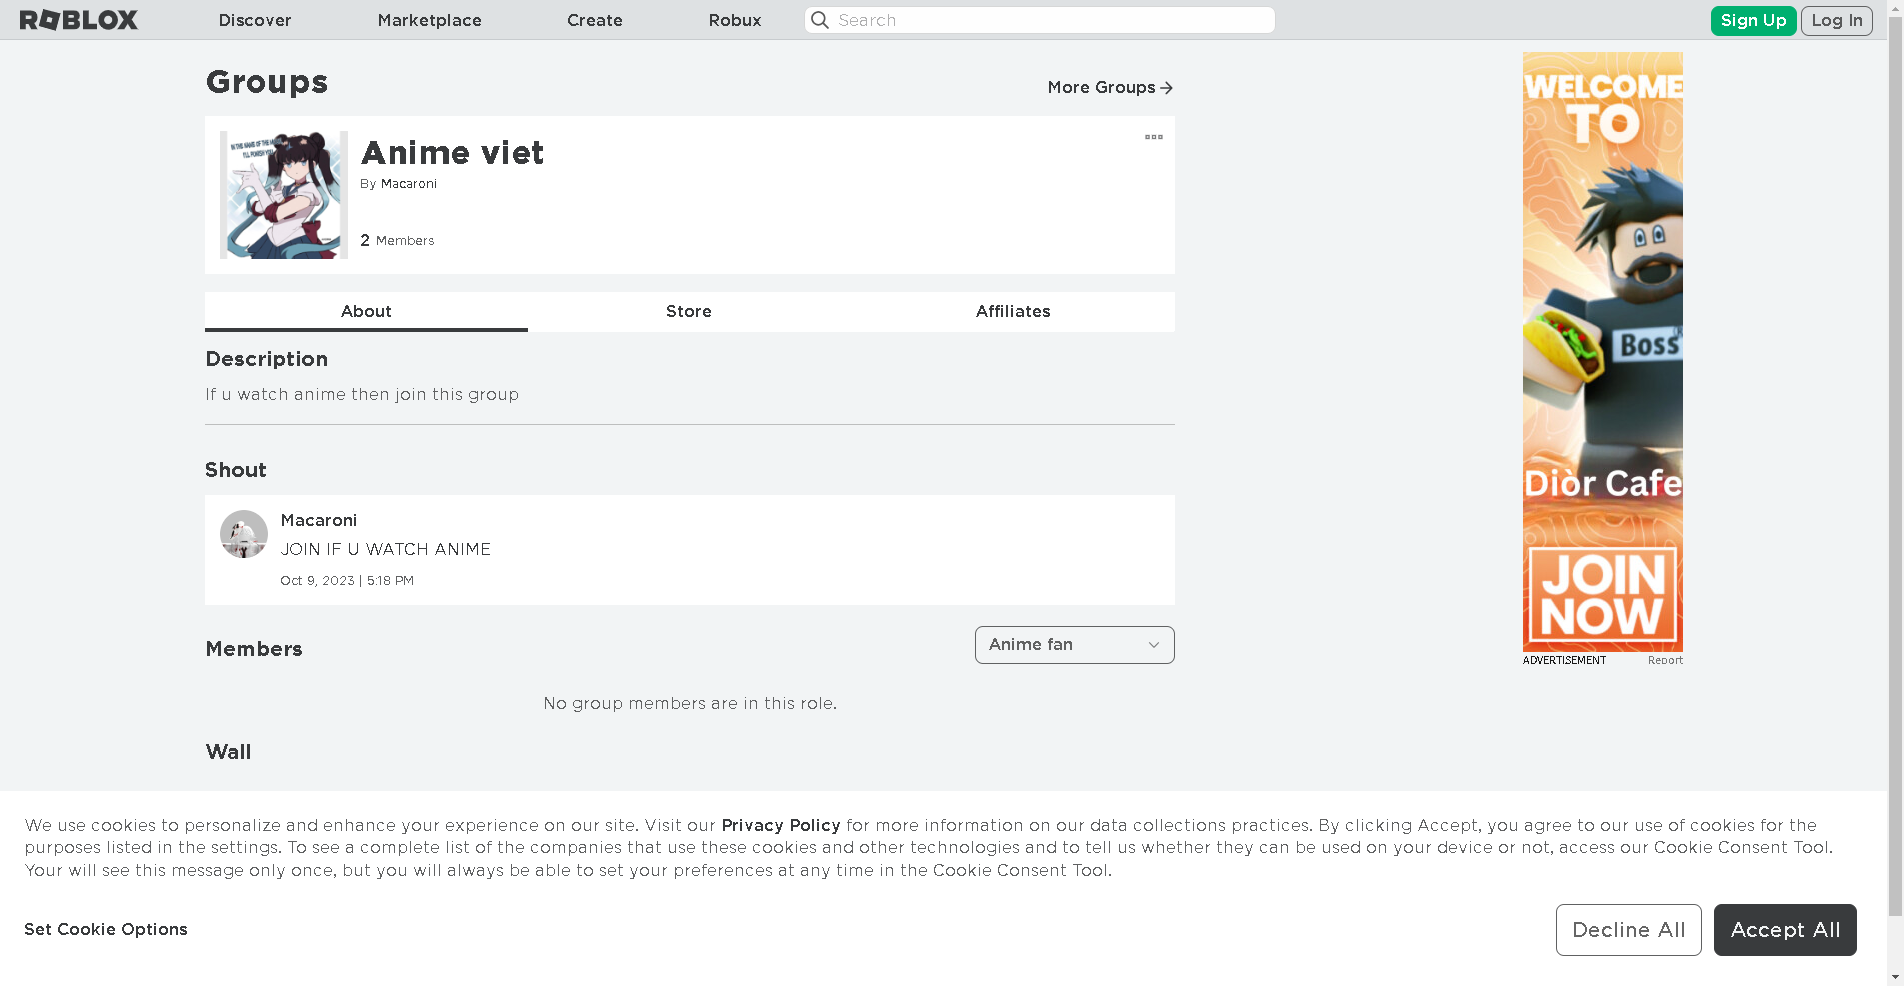 ROBLOX
Discover
Marketplace
Create
Robux
Search
Sign Up
Log In
Groups
More Groups
IN THE NAME OF THE
I'LL PUNISH YOU
Anime viet
By Macaroni
2 Members
About
Store
Affiliates
Description
If u watch anime then join this group
Shout
Macaroni
JOIN IF U WATCH ANIME
Oct 9, 2023 | 5:18 PM
Members
Anime fan
No group members are in this role.
Wall
WELCOME
TO
Boss
Diòr Cafe
JOIN
NOW
ADVERTISEMENT
Report
We use cookies to personalize and enhance your experience on our site. Visit our Privacy Policy for more information on our data collections practices. By clicking Accept, you agree to our use of cookies for the
purposes listed in the settings. To see a complete list of the companies that use these cookies and other technologies and to tell us whether they can be used on your device or not, access our Cookie Consent Tool.
Your will see this message only once, but you will always be able to set your preferences at any time in the Cookie Consent Tool.
Set Cookie Options
Decline All
Accept All